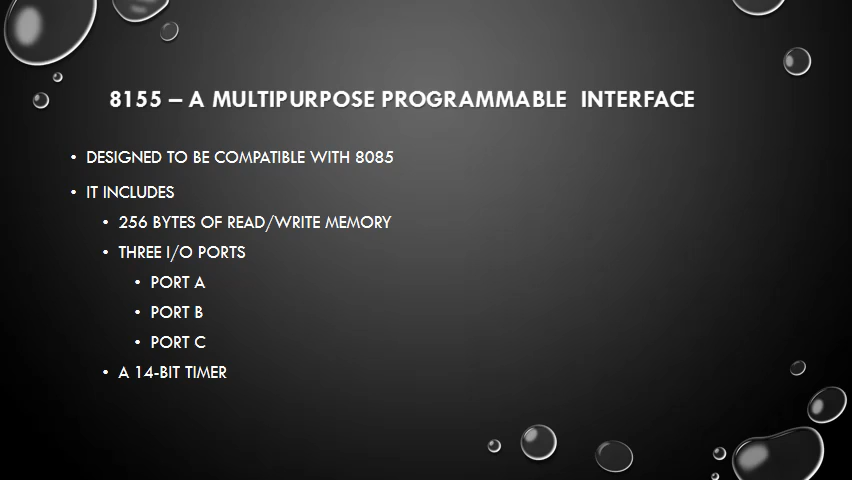 8155 – A MULTIPURPOSE PROGRAMMABLE INTERFACE
• DESIGNED TO BE COMPATIBLE WITH 8085
• IT INCLUDES
• 256 BYTES OF READ/WRITE MEMORY
• THREE I/O PORTS
• PORT A
• PORT B
• PORT C
• A 14-BIT TIMER